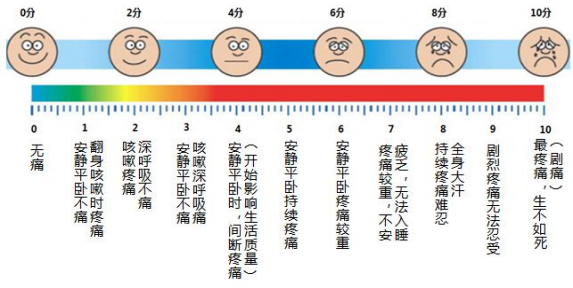 0分 2分 4分 6分 8分 10分
0 1 2 3 4 5 6 7 8 9 10
无痛
安静平卧不痛
翻身咳嗽时疼痛
咳嗽疼痛
深呼吸不痛
安静平卧不痛
咳嗽深呼吸痛
安静平卧时，间断疼痛
（开始影响生活质量）
安静平卧持续疼痛
安静平卧疼痛较重
疼痛较重，不安
疲乏，无法入睡
持续疼痛难忍
全身大汗
剧烈疼痛无法忍受
最疼痛，生不如死
（剧痛）